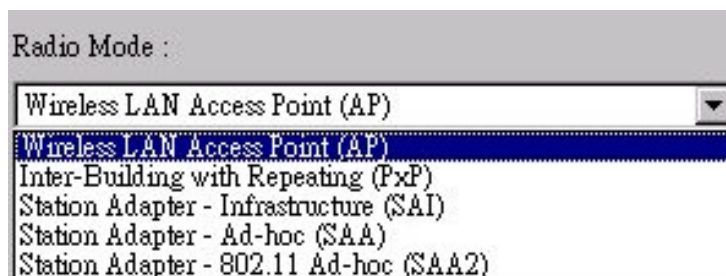 Radio Mode :
Wireless LAN Access Point (AP)
Wireless LAN Access Point (AP)
Inter-Building with Repeating (PxP)
Station Adapter - Infrastructure (SAI)
Station Adapter - Ad-hoc (SAA)
Station Adapter - 802.11 Ad-hoc (SAA2)